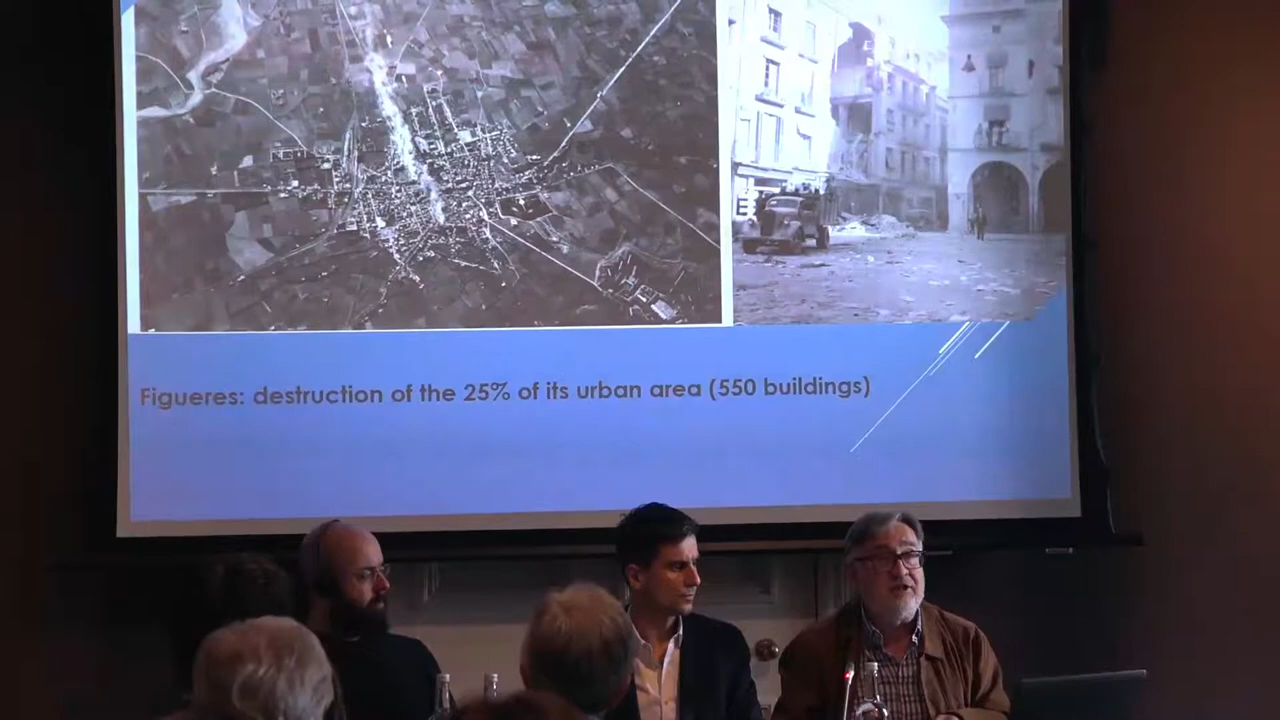 Figueres: destruction of the 25% of its urban area (550 buildings)